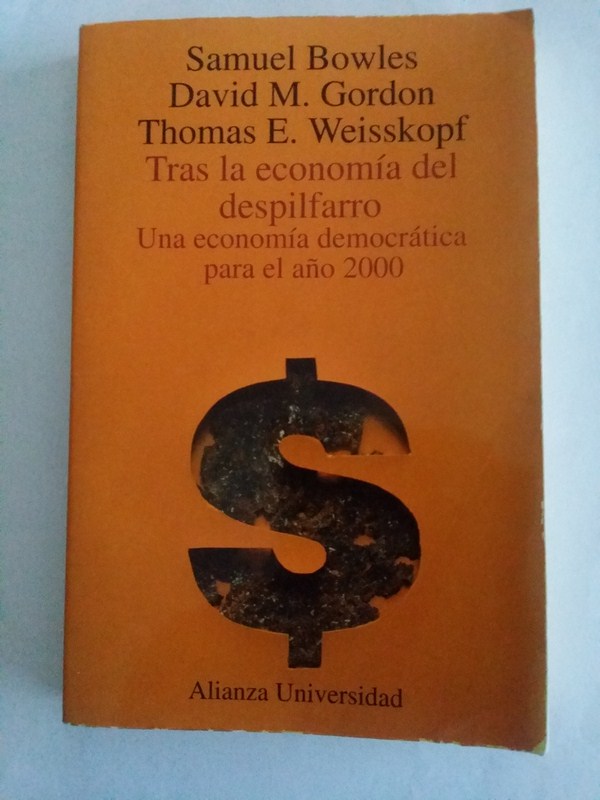 Samuel Bowles
David M. Gordon
Thomas E. Weisskopf
Tras la economía del
despilfarro
Una economía democrática
para el año 2000
Alianza Universidad